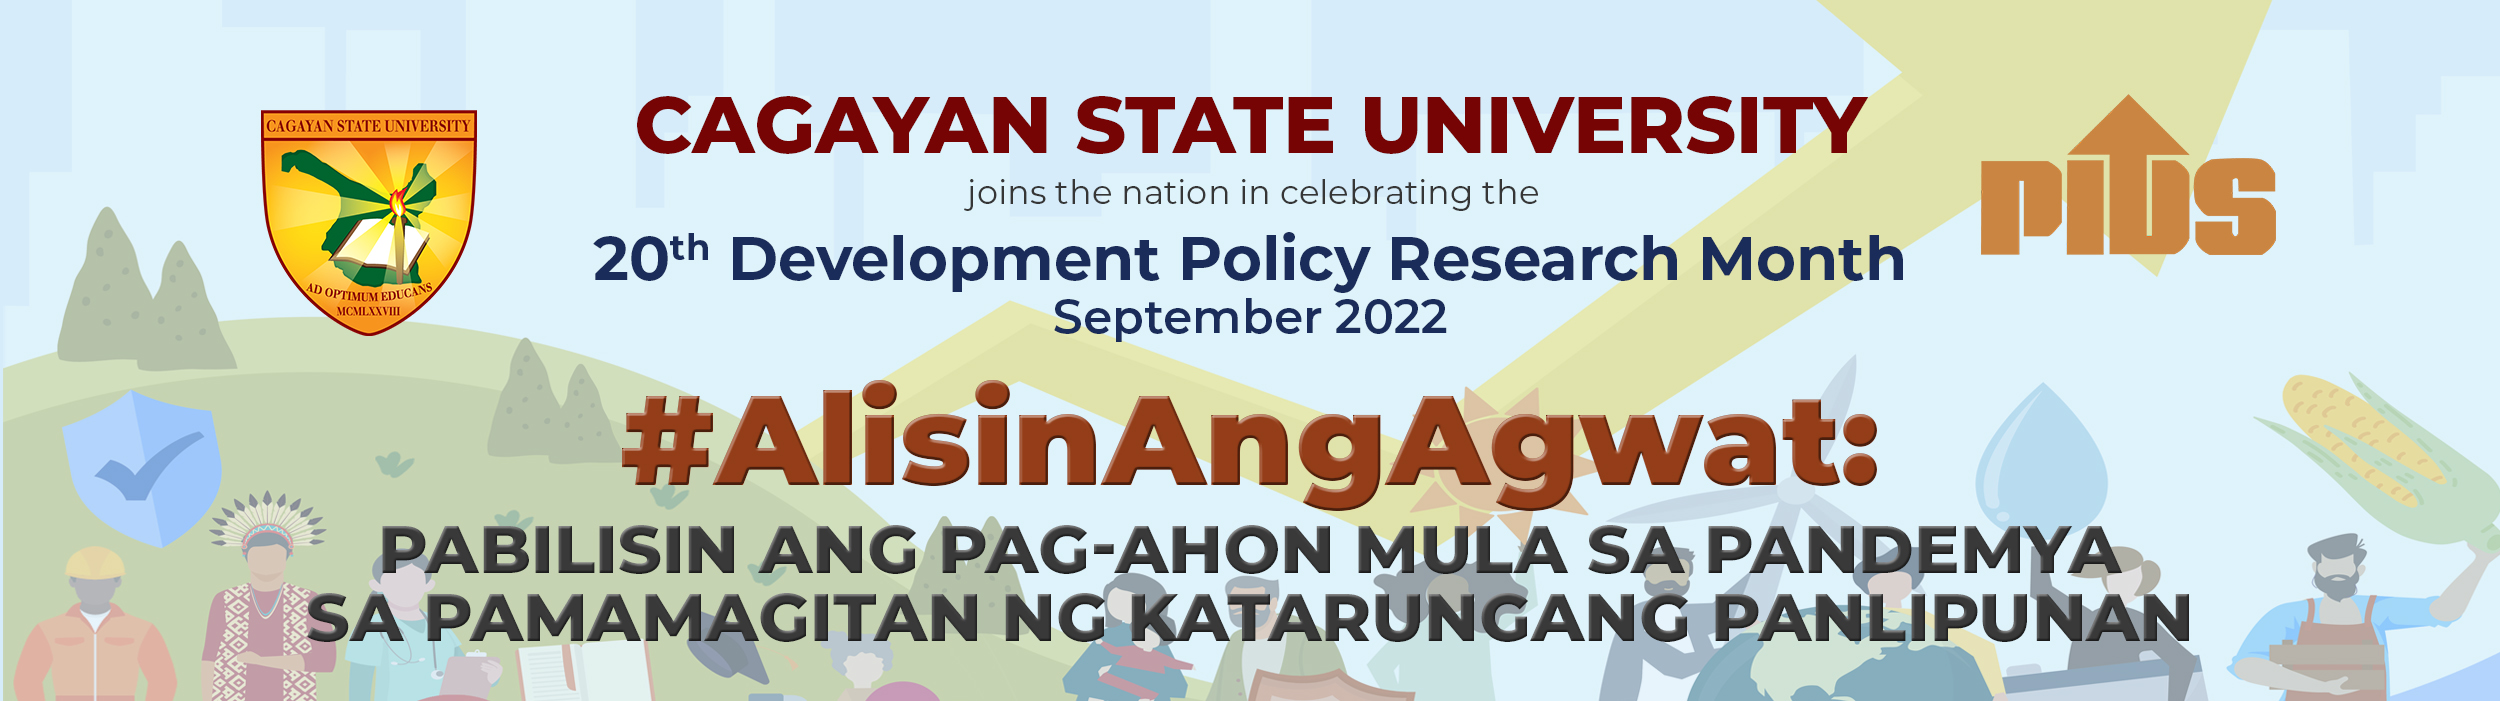 CAGAYAN STATE UNIVERSITY
AD OPTIMUM EDUCANS
MCMLXXVIII
CAGAYAN STATE UNIVERSITY
joins the nation in celebrating the
20th Development Policy Research Month
September 2022
PIDS
#AlisinAngAgwat:
PABILISIN ANG PAG-AHON MULA SA PANDEMYA
SA PAMAMAGITAN NG KATARUNGANG PANLIPUNAN